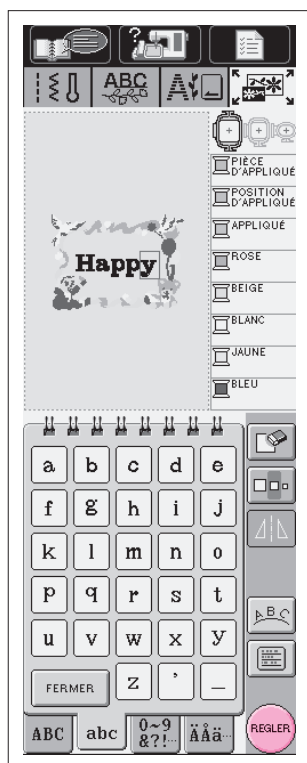 ?
ABC
A
PIÈCE
D'APPLIQUÉ
POSITION
D'APPLIQUÉ
APPLIQUÉ
ROSE
BEIGE
BLANC
JAUNE
BLEU
Happy
a b c d e
f g h i j
k l m n o
p q r s t
u v w x y
FERMER z ' _
ABC
ABC abc 0~9 &?!... ÄÅä...
REGLER